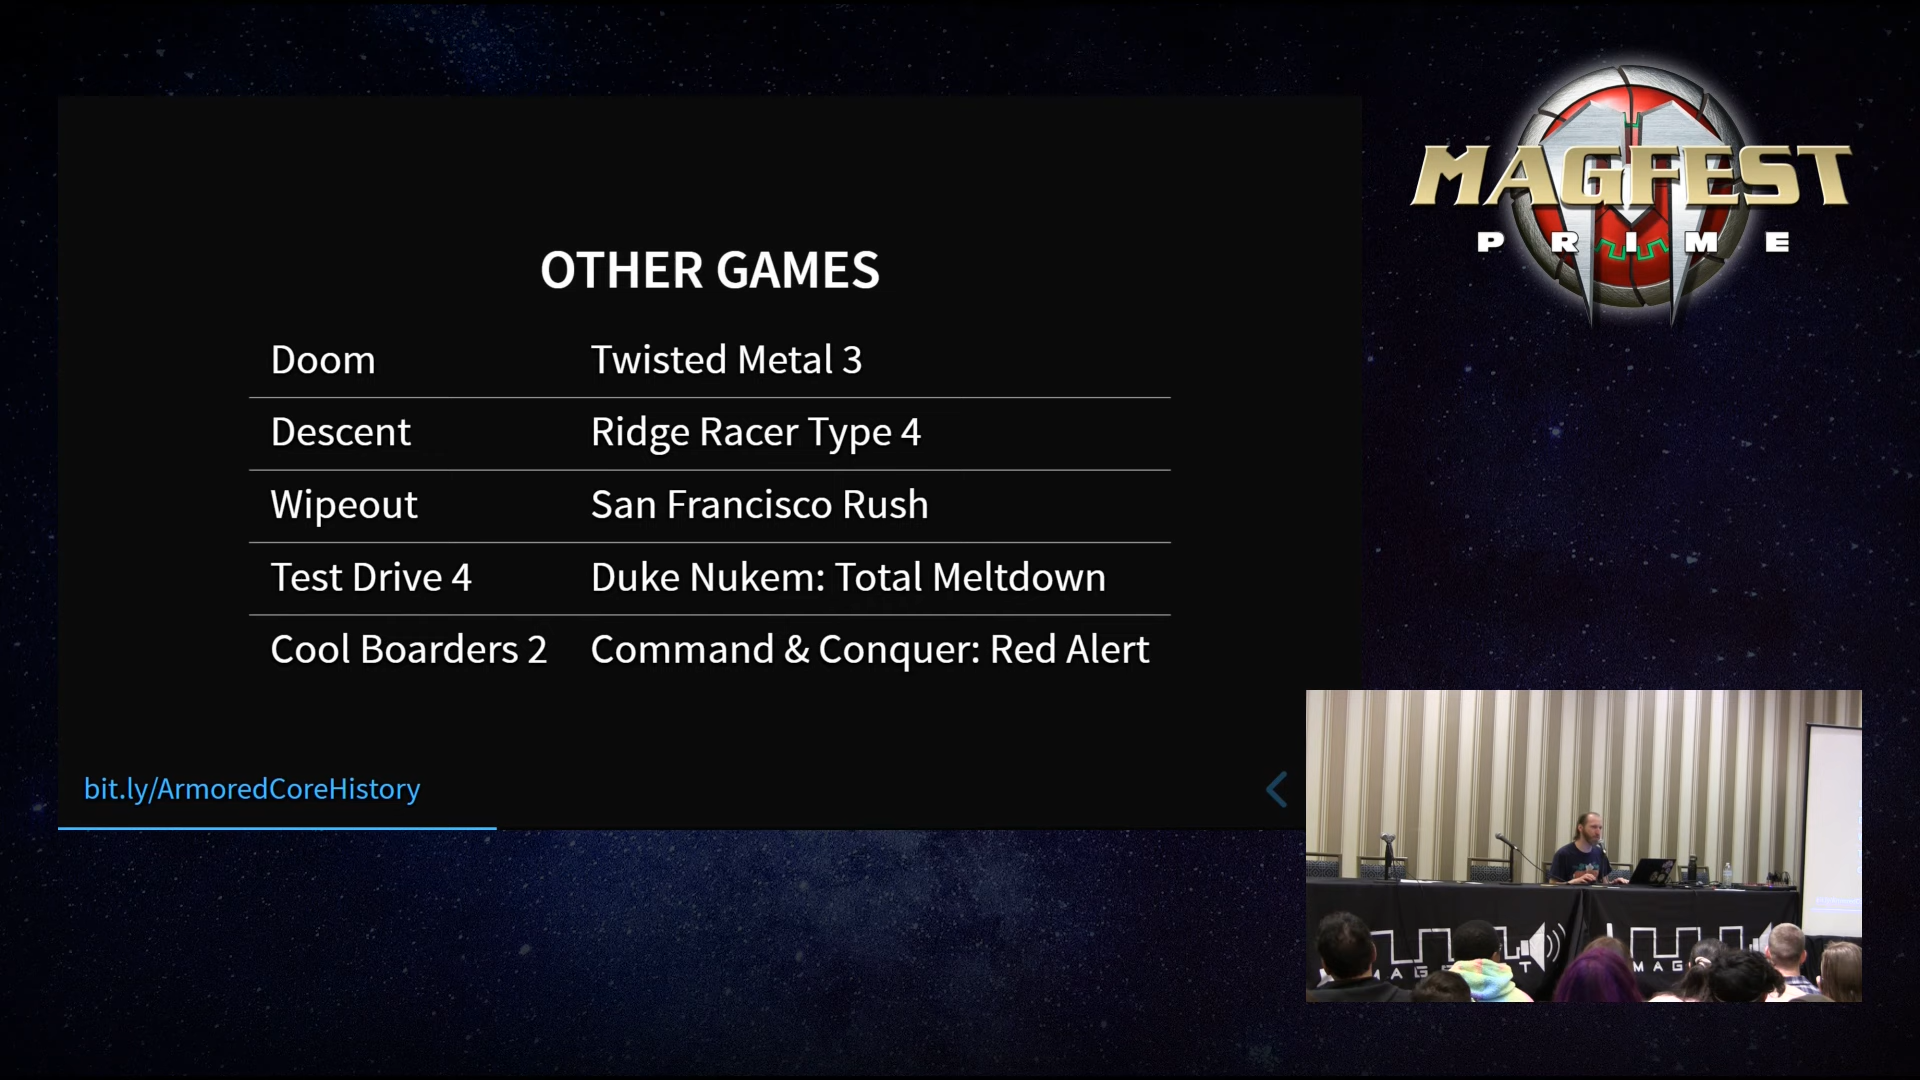 MAGFEST
PRIME
OTHER GAMES
Doom Twisted Metal 3
Descent Ridge Racer Type 4
Wipeout San Francisco Rush
Test Drive 4 Duke Nukem: Total Meltdown
Cool Boarders 2 Command & Conquer: Red Alert
bit.ly/ArmoredCoreHistory